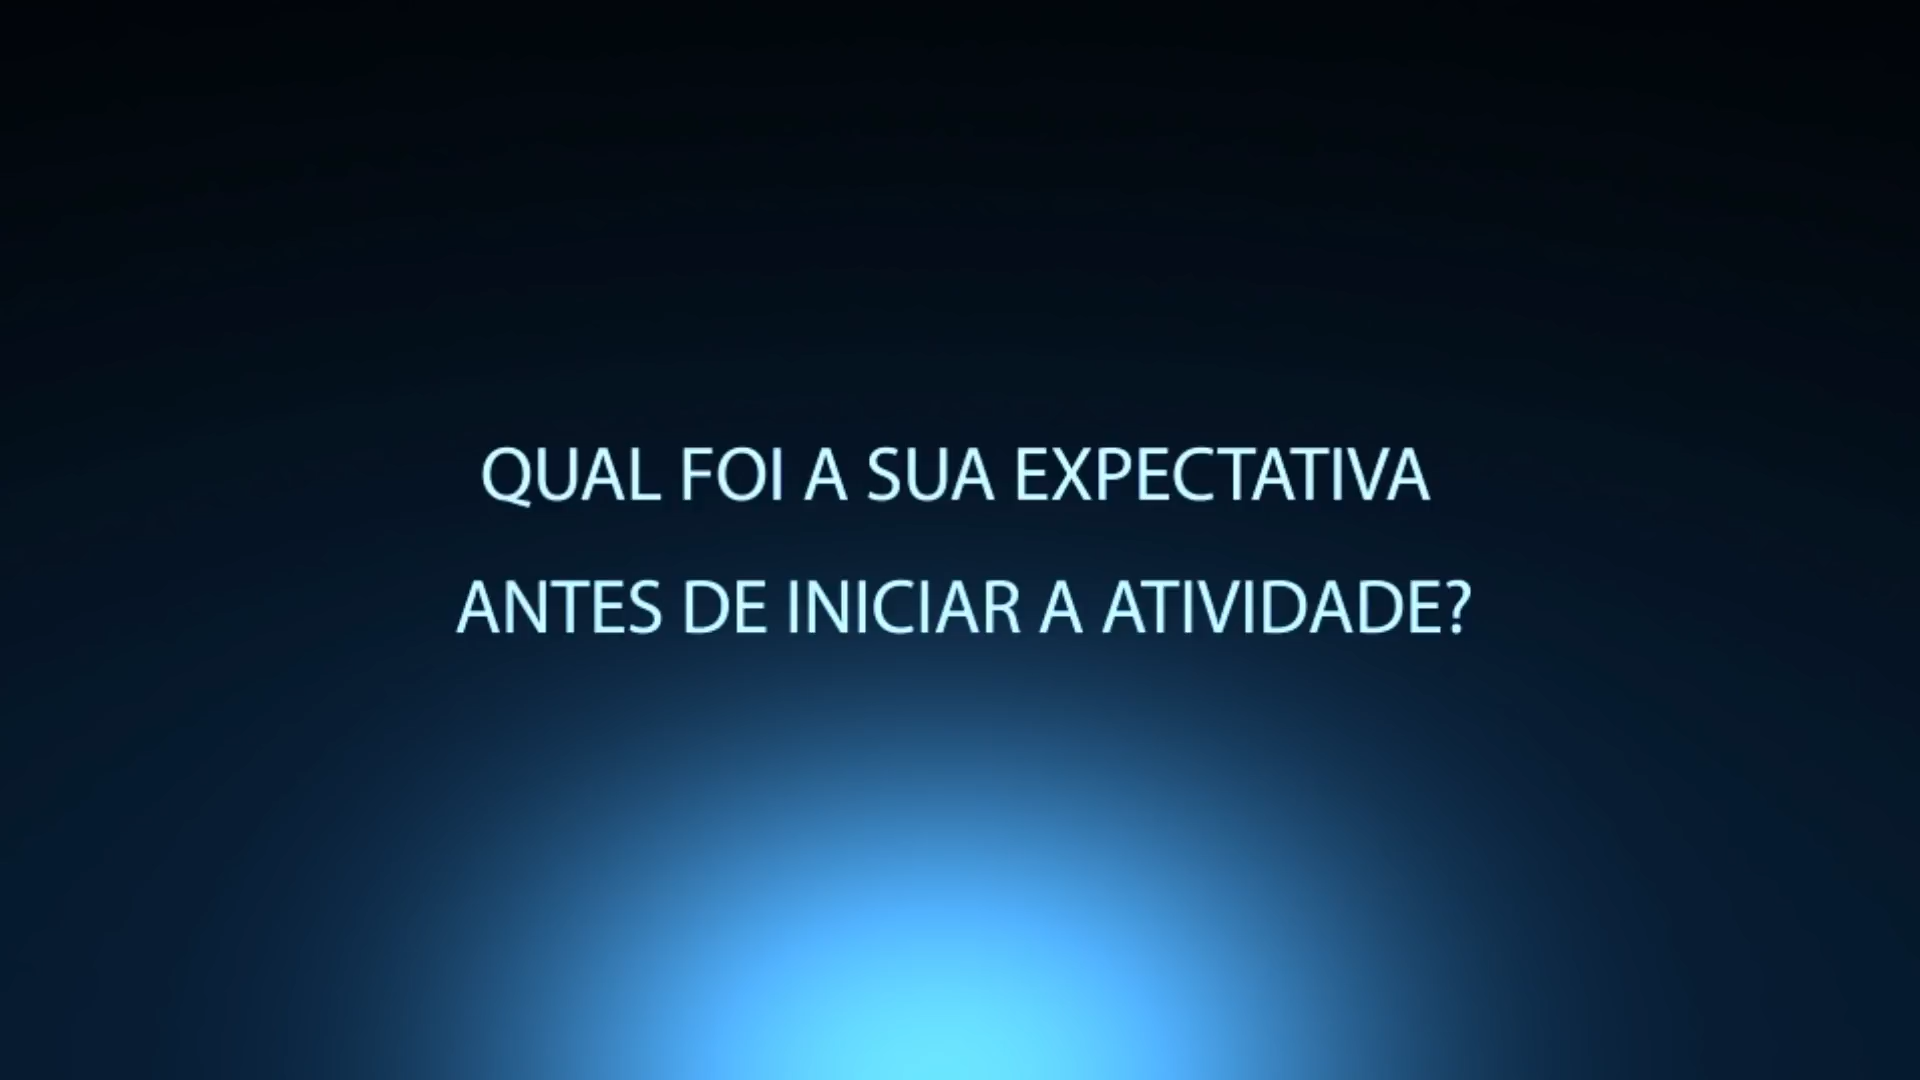 QUAL FOI A SUA EXPECTATIVA
ANTES DE INICIAR A ATIVIDADE?